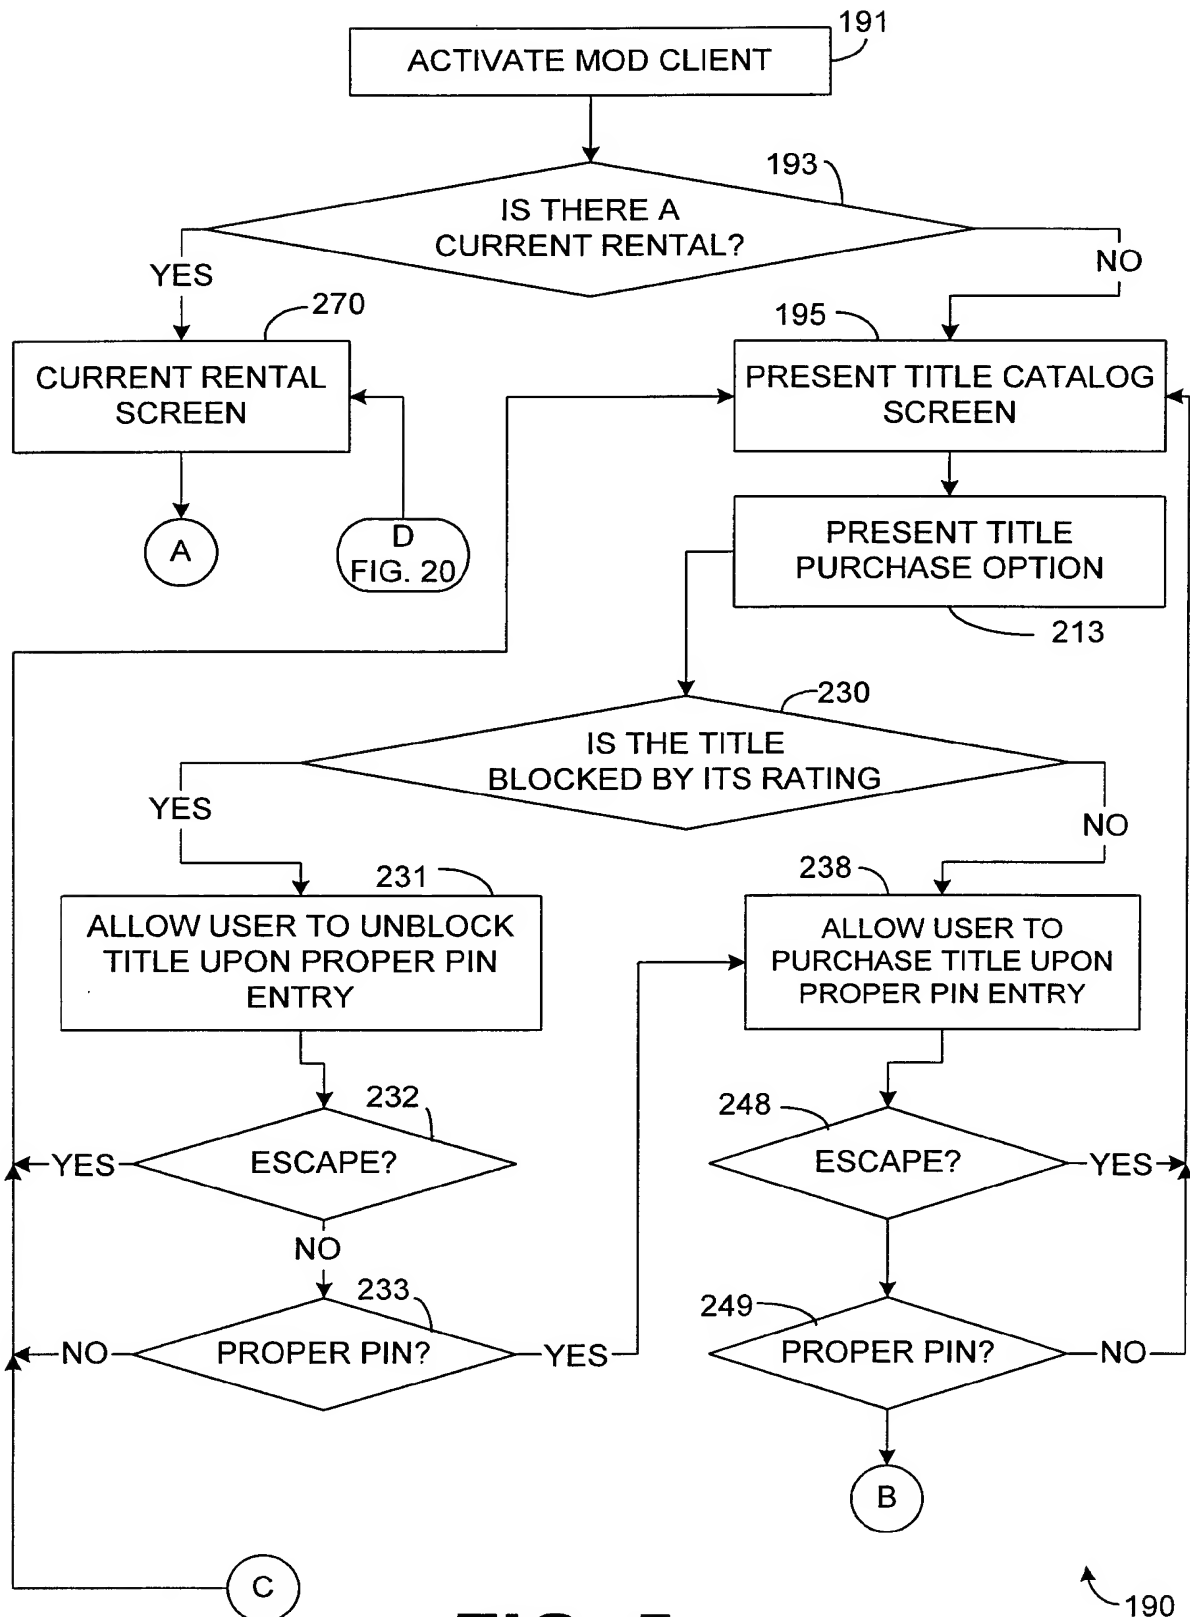 191
ACTIVATE MOD CLIENT
193
IS THERE A
CURRENT RENTAL?
YES
NO
270
195
CURRENT RENTAL
SCREEN
PRESENT TITLE CATALOG
SCREEN
A
D
FIG. 20
PRESENT TITLE
PURCHASE OPTION
213
230
IS THE TITLE
BLOCKED BY ITS RATING
YES
NO
231
238
ALLOW USER TO UNBLOCK
TITLE UPON PROPER PIN
ENTRY
ALLOW USER TO
PURCHASE TITLE UPON
PROPER PIN ENTRY
232
248
YES
ESCAPE?
ESCAPE?
YES
NO
233
249
NO
PROPER PIN?
YES
PROPER PIN?
NO
B
C
190